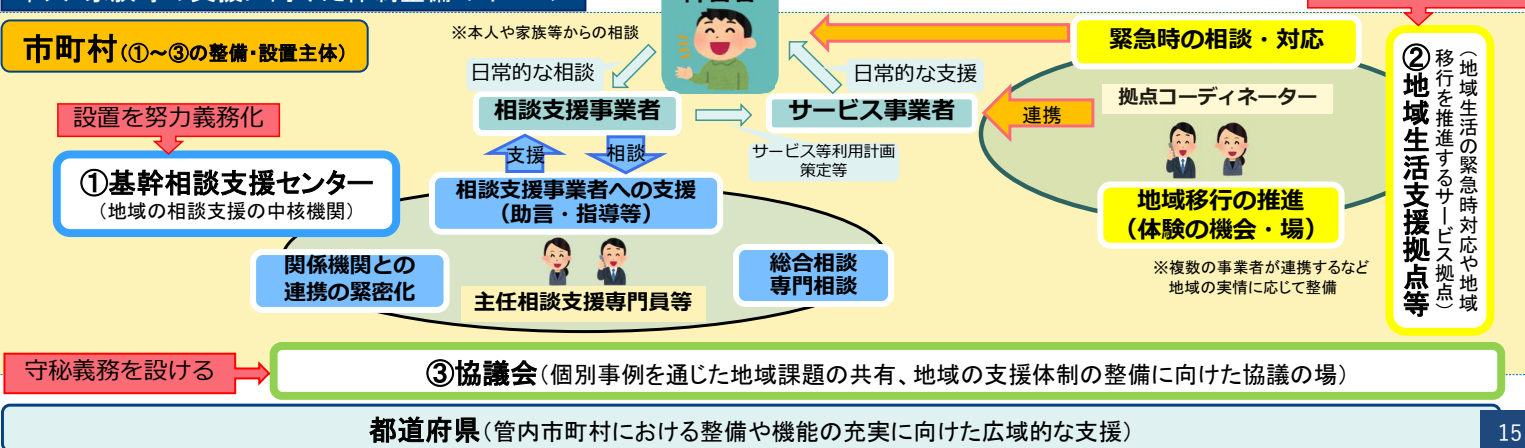 市町村(①~③の整備・設置主体)
※本人や家族等からの相談
日常的な相談
日常的な支援
緊急時の相談・対応
設置を努力義務化
相談支援事業者
サービス事業者
連携
拠点コーディネーター
サービス等利用計画
策定等
支援
相談
①基幹相談支援センター
(地域の相談支援の中核機関)
相談支援事業者への支援
(助言・指導等)
関係機関との
連携の緊密化
主任相談支援専門員等
総合相談
専門相談
地域移行の推進
(体験の機会・場)
※複数の事業者が連携するなど
地域の実情に応じて整備
②地域生活支援拠点等
(地域生活の緊急時対応や地域
移行を推進するサービス拠点)
守秘義務を設ける
③協議会(個別事例を通じた地域課題の共有、地域の支援体制の整備に向けた協議の場)
都道府県(管内市町村における整備や機能の充実に向けた広域的な支援)
15